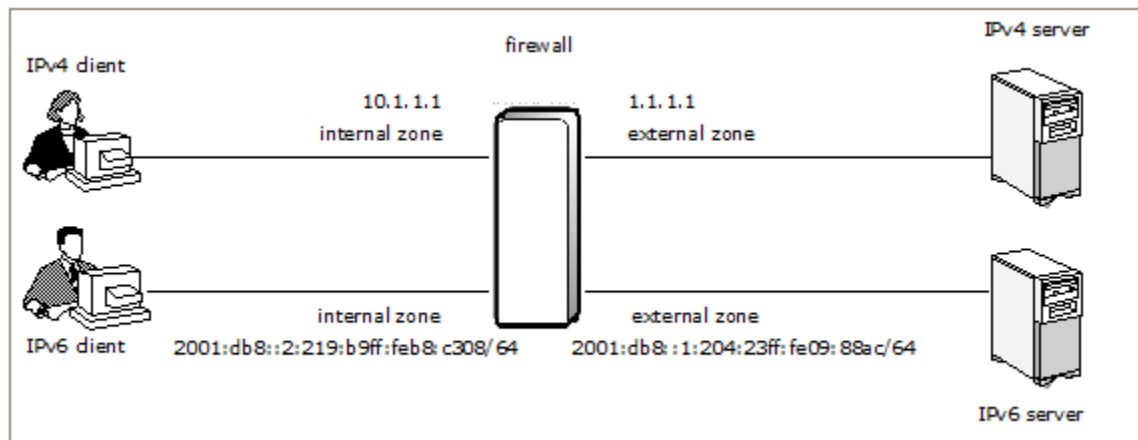 firewall
IPv4 server
IPv4 client
10.1.1.1
1.1.1.1
internal zone
external zone
internal zone
external zone
IPv6 client
2001:db8::2:219:b9ff:feb8:c308/64
2001:db8::1:204:23ff:fe09:88ac/64
IPv6 server